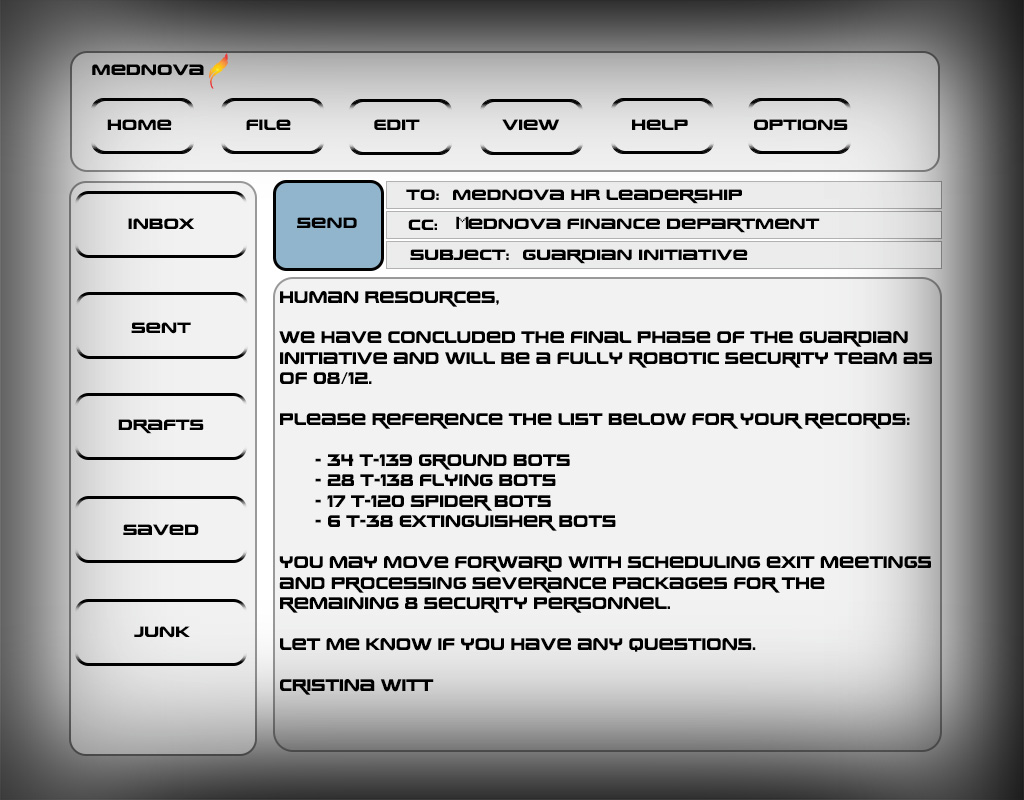 MEDNOVA
HOME FILE EDIT VIEW HELP OPTIONS
INBOX
SENT
DRAFTS
SAVED
JUNK
SEND
TO: MEDNOVA HR LEADERSHIP
CC: MEDNOVA FINANCE DEPARTMENT
SUBJECT: GUARDIAN INITIATIVE
HUMAN RESOURCES,
WE HAVE CONCLUDED THE FINAL PHASE OF THE GUARDIAN
INITIATIVE AND WILL BE A FULLY ROBOTIC SECURITY TEAM AS
OF 08/12.
PLEASE REFERENCE THE LIST BELOW FOR YOUR RECORDS:
- 34 T-139 GROUND BOTS
- 28 T-138 FLYING BOTS
- 17 T-120 SPIDER BOTS
- 6 T-38 EXTINGUISHER BOTS
YOU MAY MOVE FORWARD WITH SCHEDULING EXIT MEETINGS
AND PROCESSING SEVERANCE PACKAGES FOR THE
REMAINING 8 SECURITY PERSONNEL.
LET ME KNOW IF YOU HAVE ANY QUESTIONS.
CRISTINA WITT